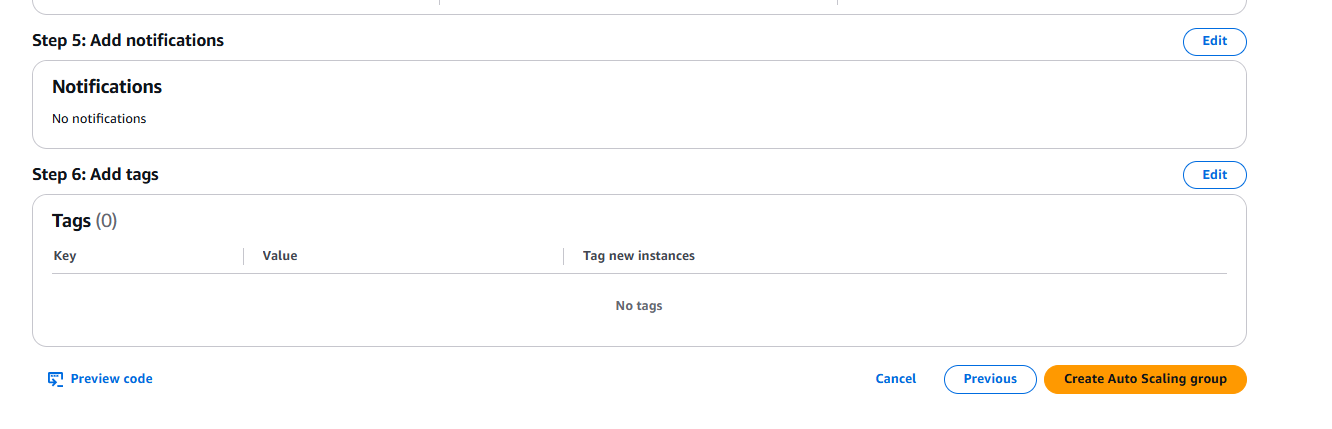 Step 5: Add notifications
Edit
Notifications
No notifications
Step 6: Add tags
Edit
Tags (0)
Key Value Tag new instances
No tags
Preview code Cancel Previous Create Auto Scaling group